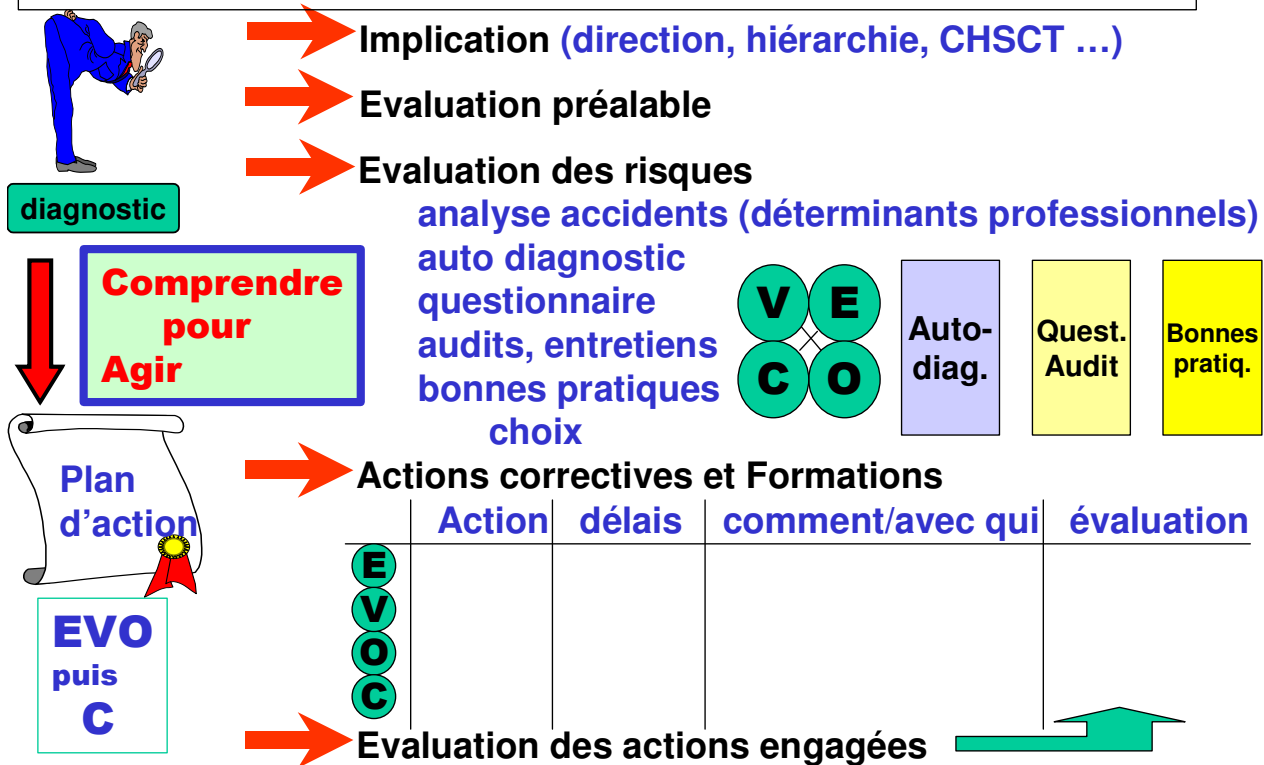 Implication (direction, hiérarchie, CHSCT …)
Evaluation préalable
Evaluation des risques
analyse accidents (déterminants professionnels)
auto diagnostic
questionnaire
audits, entretiens
bonnes pratiques
choix
diagnostic
Comprendre
pour
Agir
V E
C O
Auto-
diag.
Quest.
Audit
Bonnes
pratiq.
Plan
d’action
Actions correctives et Formations
Action délais comment/avec qui évaluation
E
V
O
C
EVO
puis
C
Evaluation des actions engagées